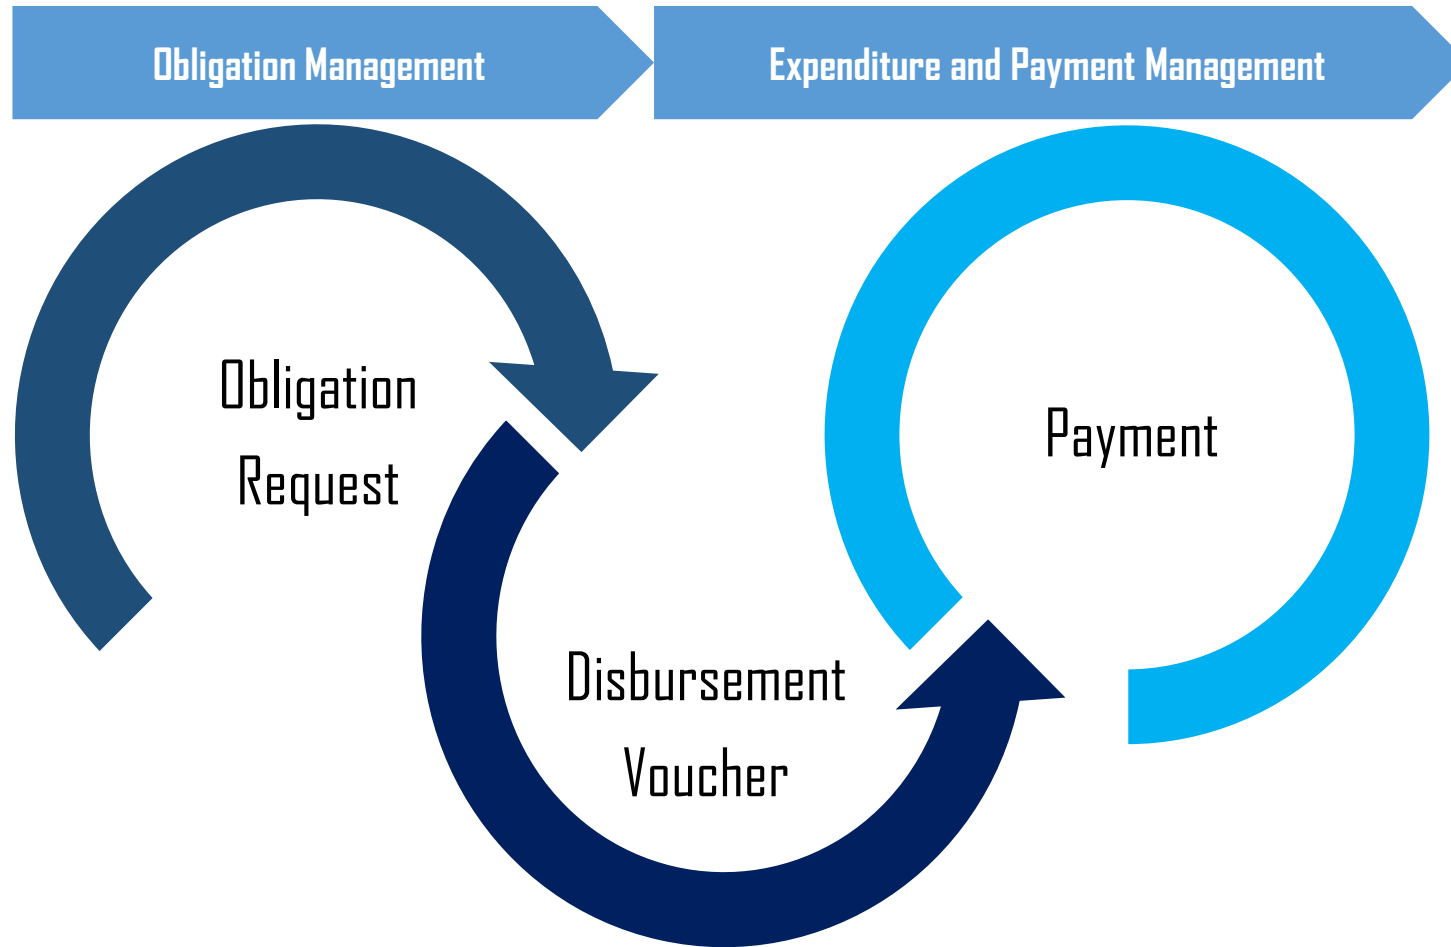 Obligation Management
Expenditure and Payment Management
Obligation
Request
Disbursement
Voucher
Payment